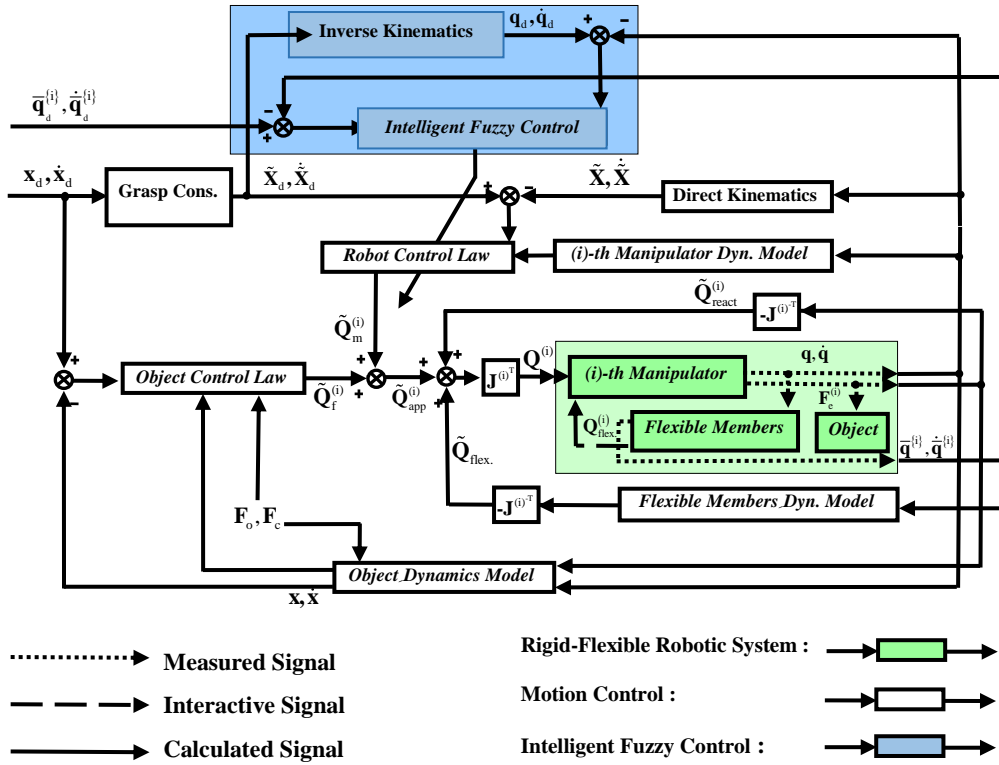 q_d, q̇_d
Inverse Kinematics
+
−
−
q̄_d^{i}, q̄̇_d^{i}
+
Intelligent Fuzzy Control
x_d, ẋ_d
Grasp Cons.
X̃_d, X̃̇_d
+
−
X̃, X̃̇
Direct Kinematics
Robot Control Law
(i)-th Manipulator Dyn. Model
Q̃_react^(i)
-J^(i)-T
Q̃_m^(i)
+
+
+
Q^(i)
q, q̇
Object Control Law
+
+
J^(i)T
(i)-th Manipulator
−
Q̃_f^(i)
Q̃_app^(i)
+
F_e^(i)
Q_flex.^(i)
Flexible Members
Object
q̄^{i}, q̄̇^{i}
Q̃_flex.
-J^(i)-T
Flexible Members Dyn. Model
F_o, F_c
Object Dynamics Model
x, ẋ
Measured Signal
Rigid-Flexible Robotic System :
Interactive Signal
Motion Control :
Calculated Signal
Intelligent Fuzzy Control :